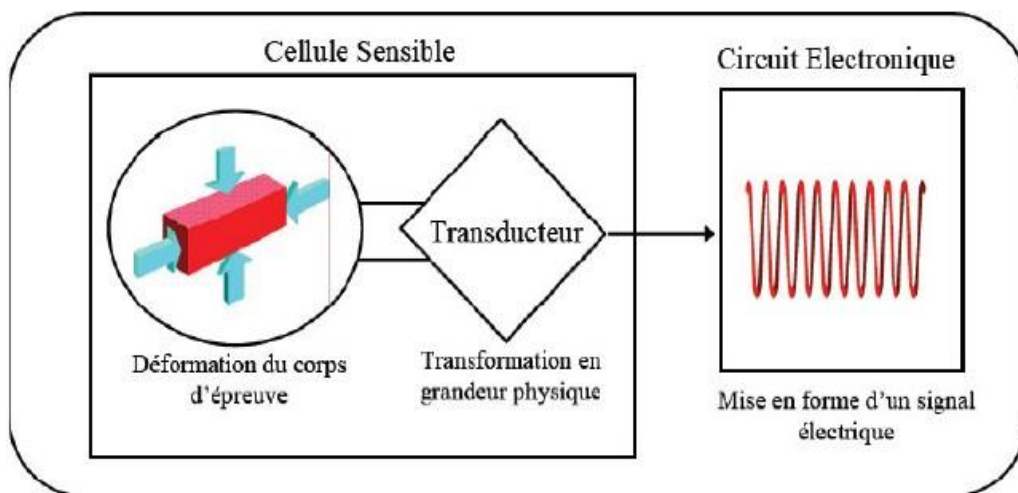 Cellule Sensible
Circuit Electronique
Transducteur
Déformation du corps
d'épreuve
Transformation en
grandeur physique
Mise en forme d'un signal
électrique